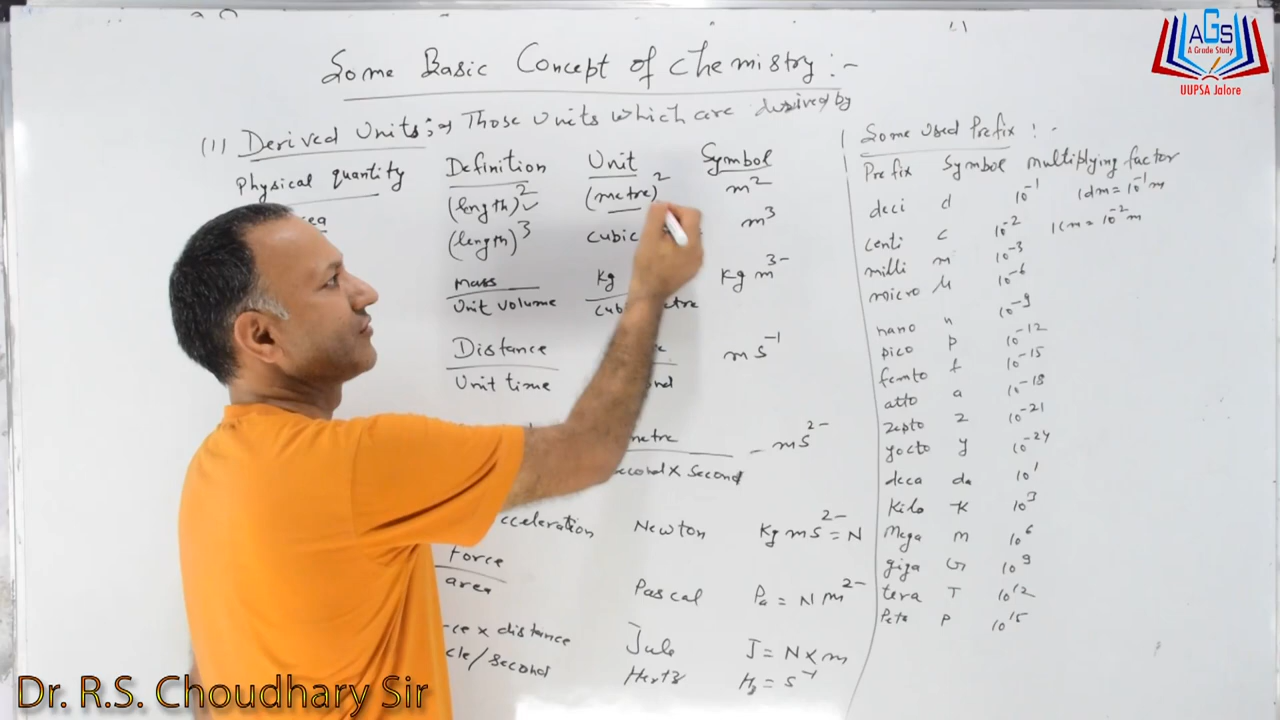 Some Basic Concept of chemistry :-
(1) Derived Units :→ Those Units which are derived by
Physical quantity Definition Unit Symbol
(length)² (metre)² m²
(length)³ cubic m³
mass Kg Kg m³⁻
Unit volume
Distance m s⁻¹
Unit time
metre ms²⁻
second x second
cceleration Newton Kg ms²⁻ = N
Force
area Pascal Pa = N m²⁻
ce x distance Jule J = N x m
cle/second Hertz Hz = s⁻¹
Some Used Prefix :-
Prefix Symbol multiplying factor
deci d 10⁻¹ 1dm = 10⁻¹m
centi c 10⁻² 1cm = 10⁻²m
milli m 10⁻³
micro μ 10⁻⁶
nano n 10⁻⁹
pico p 10⁻¹²
femto f 10⁻¹⁵
atto a 10⁻¹⁸
zepto z 10⁻²¹
yocto y 10⁻²⁴
deca da 10¹
Kilo K 10³
Mega m 10⁶
giga G 10⁹
tera T 10¹²
Peta P 10¹⁵
AGS
A Grade Study
UUPSA Jalore
Dr. R.S. Choudhary Sir